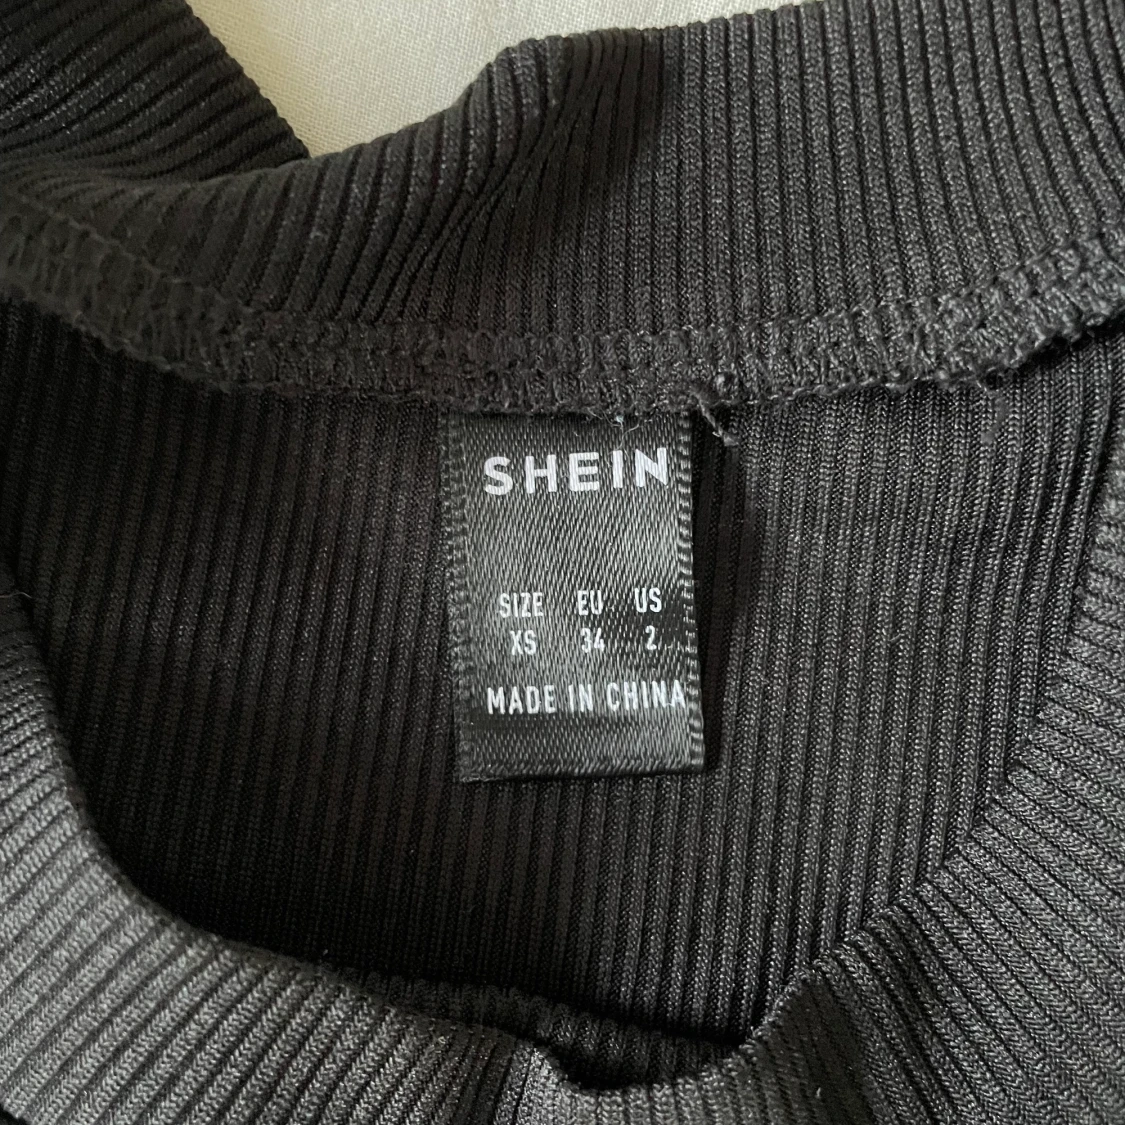 SHEIN
SIZE EU US
XS 34 2
MADE IN CHINA